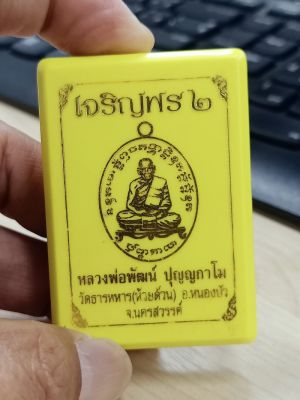 เจริญพร ๒
หลวงพ่อพัฒน์ ปุญญกาโม
วัดธารทหาร(ห้วยด้วน) อ.หนองบัว
จ.นครสวรรค์